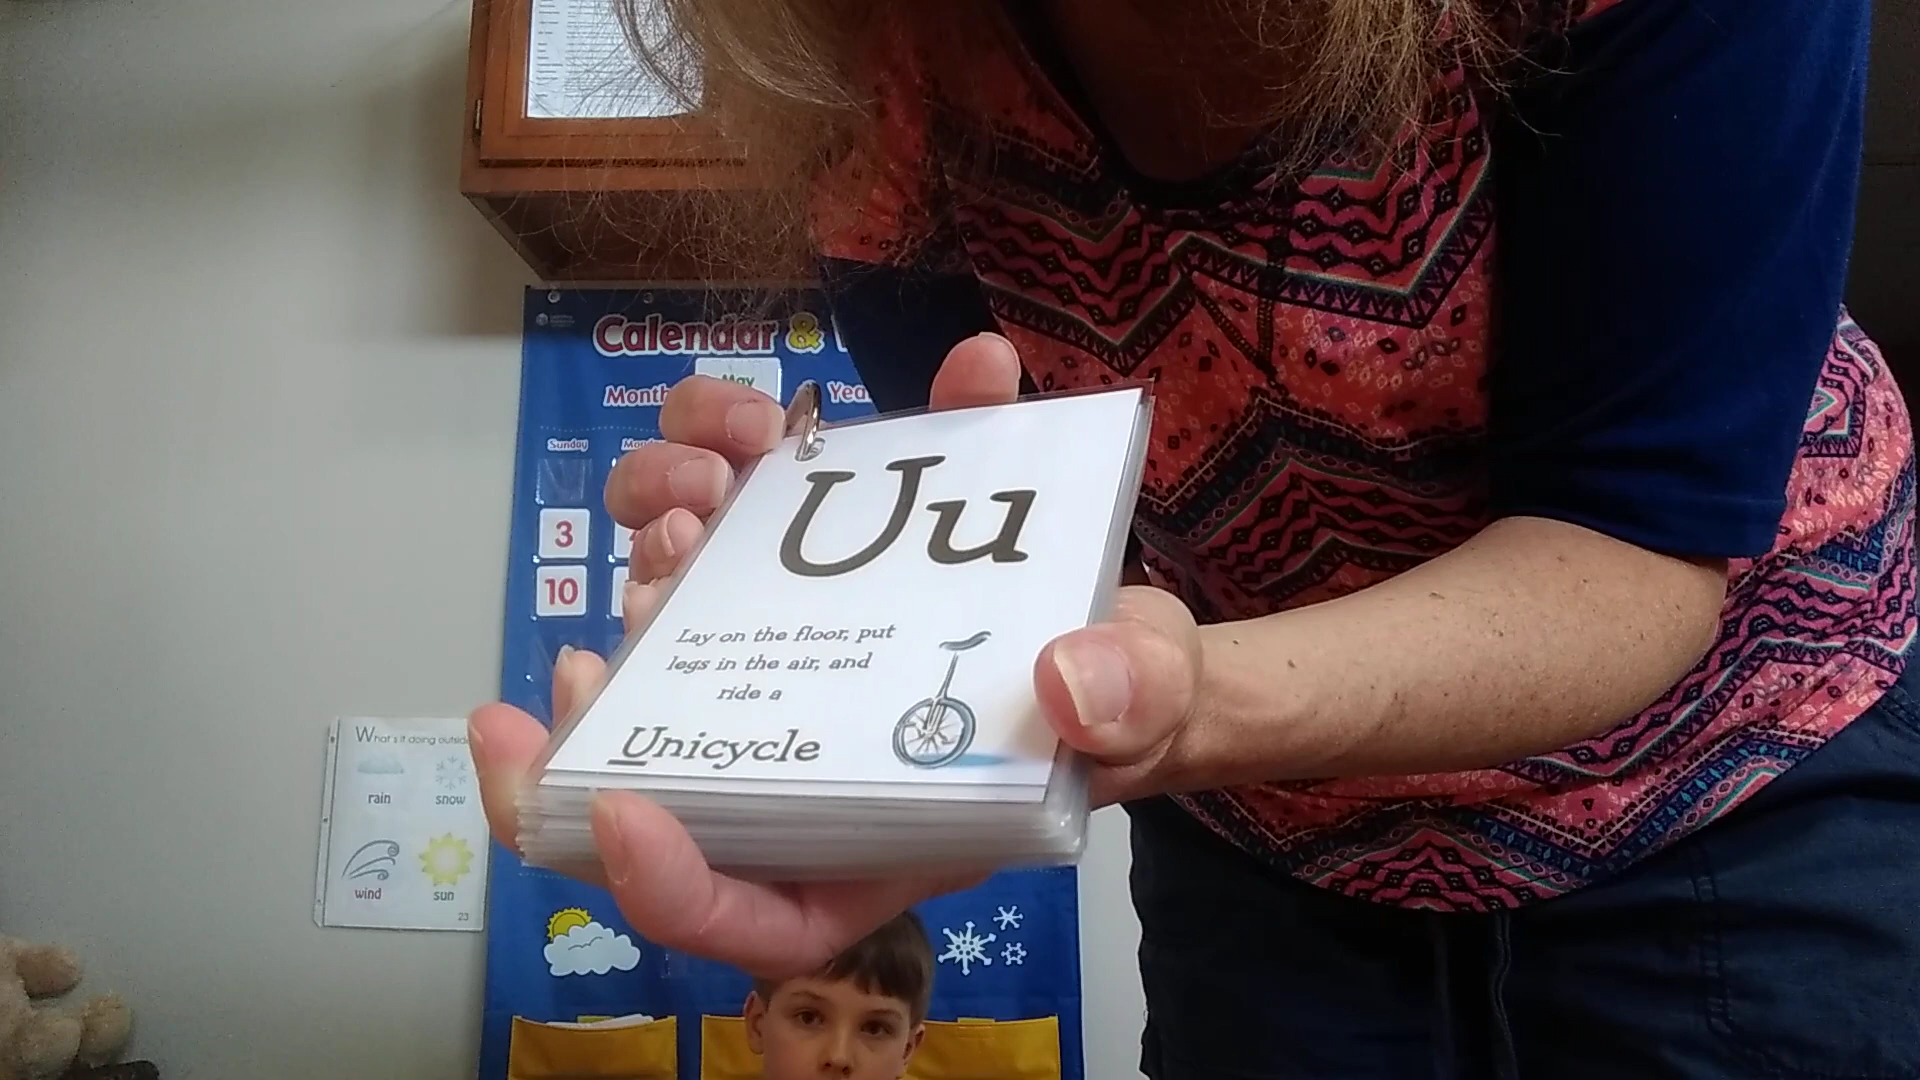 Calendar &
Month
May
Sunday
3
10
Uu
Lay on the floor, put
legs in the air, and
ride a
Unicycle
What's it doing outside
rain
snow
wind
sun
23